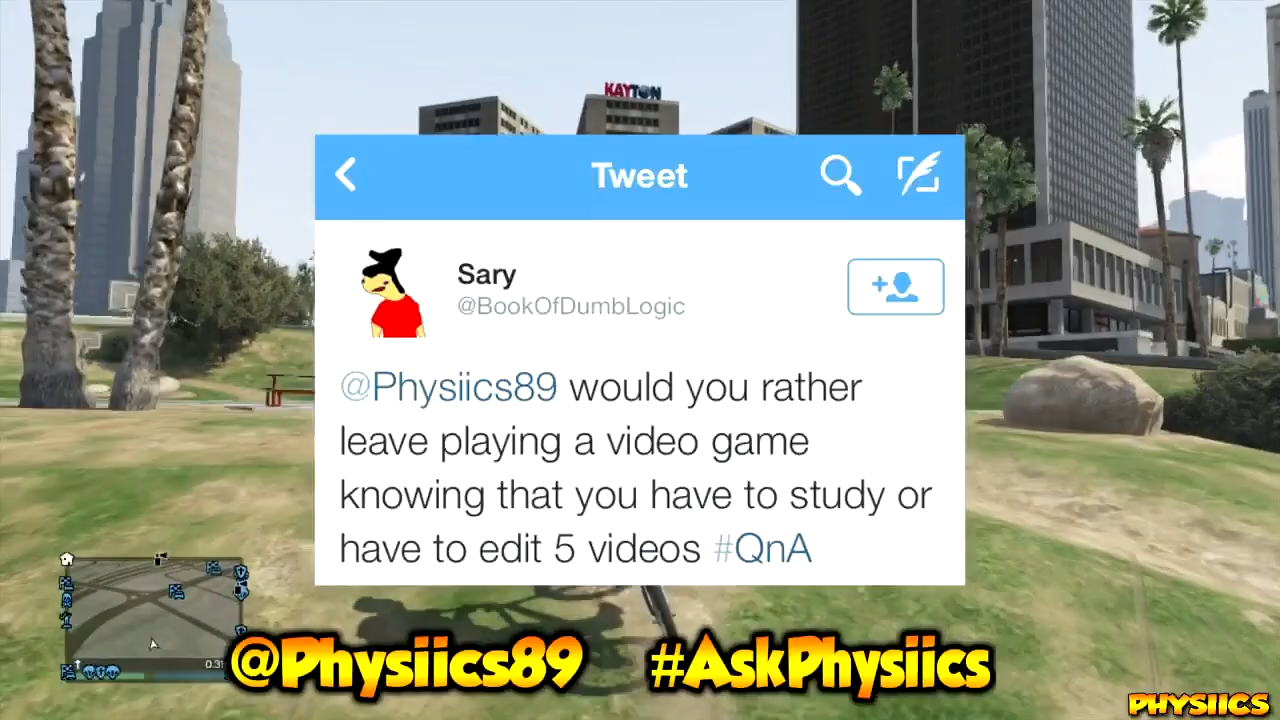 KAYTON
Tweet
Sary
@BookOfDumbLogic
@Physiics89 would you rather
leave playing a video game
knowing that you have to study or
have to edit 5 videos #QnA
@Physiics89 #AskPhysiics
PHYSIICS